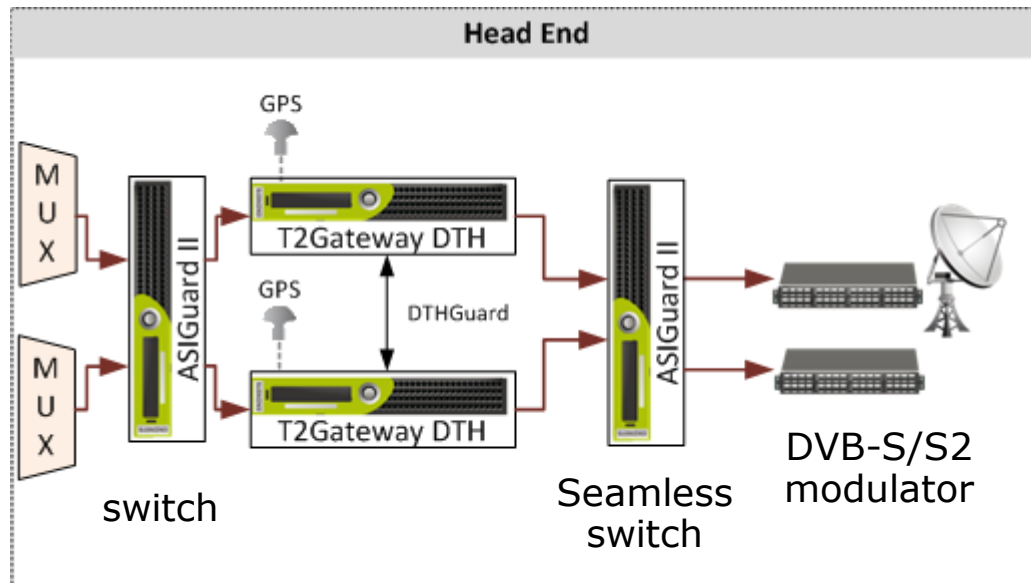 Head End
GPS
M
U
X
ASIGuard II
T2Gateway DTH
DTHGuard
GPS
M
U
X
T2Gateway DTH
ASIGuard II
DVB-S/S2
modulator
switch
Seamless
switch